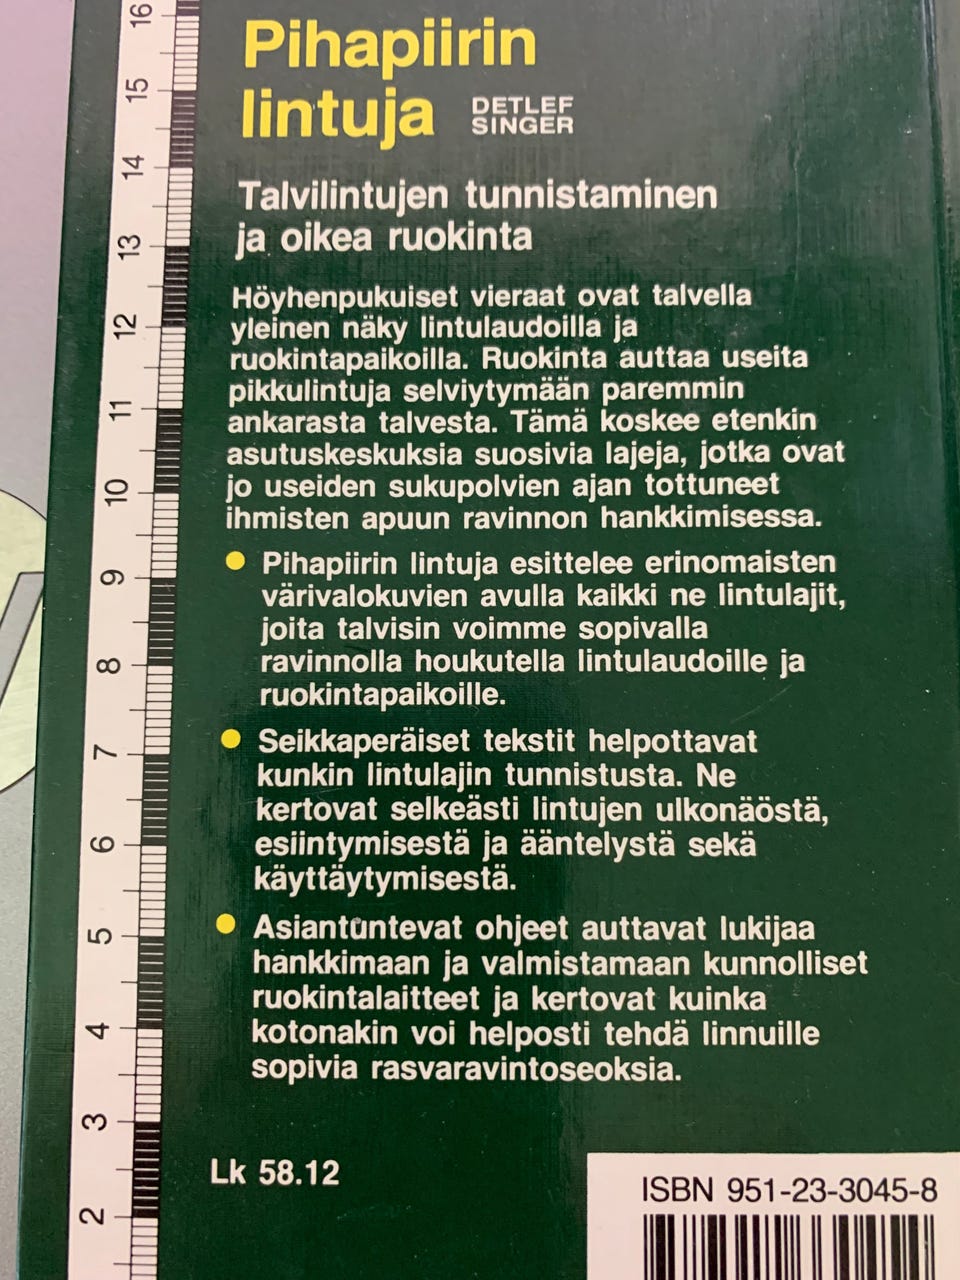 Pihapiirin
lintuja
DETLEF
SINGER
Talvilintujen tunnistaminen
ja oikea ruokinta
Höyhenpukuiset vieraat ovat talvella
yleinen näky lintulaudoilla ja
ruokintapaikoilla. Ruokinta auttaa useita
pikkulintuja selviytymään paremmin
ankarasta talvesta. Tämä koskee etenkin
asutuskeskuksia suosivia lajeja, jotka ovat
jo useiden sukupolvien ajan tottuneet
ihmisten apuun ravinnon hankkimisessa.
Pihapiirin lintuja esittelee erinomaisten
värivalokuvien avulla kaikki ne lintulajit,
joita talvisin voimme sopivalla
ravinnolla houkutella lintulaudoille ja
ruokintapaikoille.
Seikkaperäiset tekstit helpottavat
kunkin lintulajin tunnistusta. Ne
kertovat selkeästi lintujen ulkonäöstä,
esiintymisestä ja ääntelystä sekä
käyttäytymisestä.
Asiantuntevat ohjeet auttavat lukijaa
hankkimaan ja valmistamaan kunnolliset
ruokintalaitteet ja kertovat kuinka
kotonakin voi helposti tehdä linnuille
sopivia rasvaravintoseoksia.
Lk 58.12
ISBN 951-23-3045-8
16
15
14
13
12
11
10
9
8
7
6
5
4
3
2